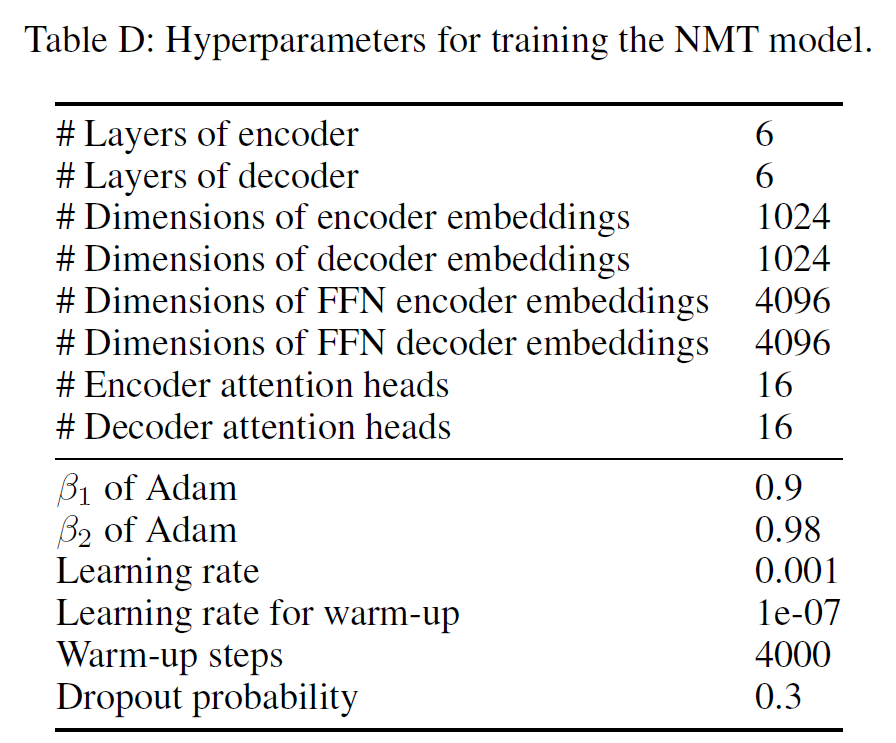 Table D: Hyperparameters for training the NMT model.
# Layers of encoder 6
# Layers of decoder 6
# Dimensions of encoder embeddings 1024
# Dimensions of decoder embeddings 1024
# Dimensions of FFN encoder embeddings 4096
# Dimensions of FFN decoder embeddings 4096
# Encoder attention heads 16
# Decoder attention heads 16
β₁ of Adam 0.9
β₂ of Adam 0.98
Learning rate 0.001
Learning rate for warm-up 1e-07
Warm-up steps 4000
Dropout probability 0.3